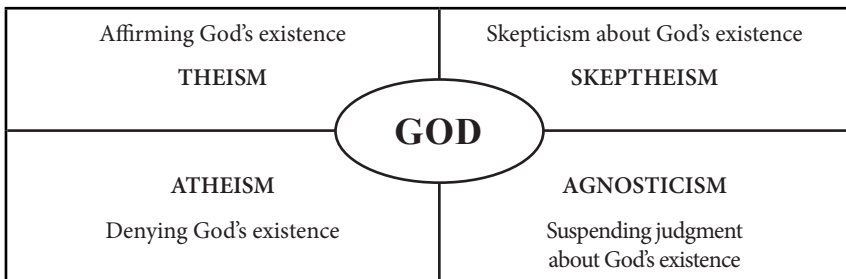 Affirming God’s existence
THEISM
Skepticism about God’s existence
SKEPTHEISM
GOD
ATHEISM
Denying God’s existence
AGNOSTICISM
Suspending judgment
about God’s existence